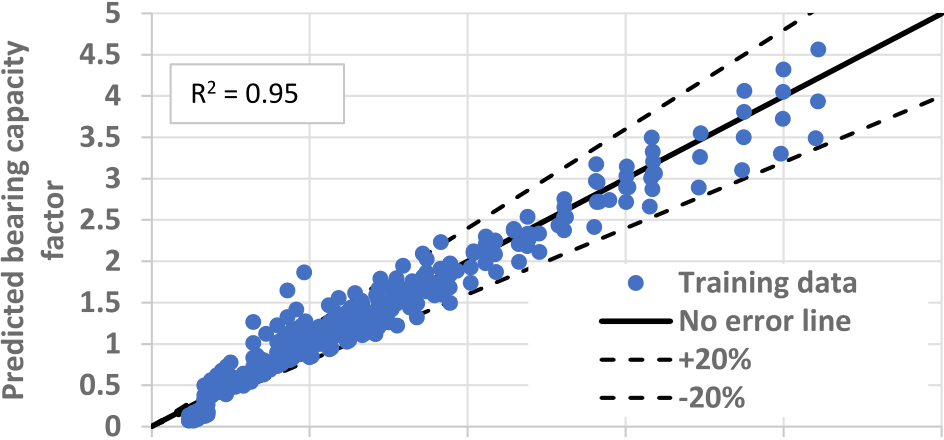 Predicted bearing capacity
factor
5
4.5
4
3.5
3
2.5
2
1.5
1
0.5
0
R² = 0.95
Training data
No error line
+20%
-20%